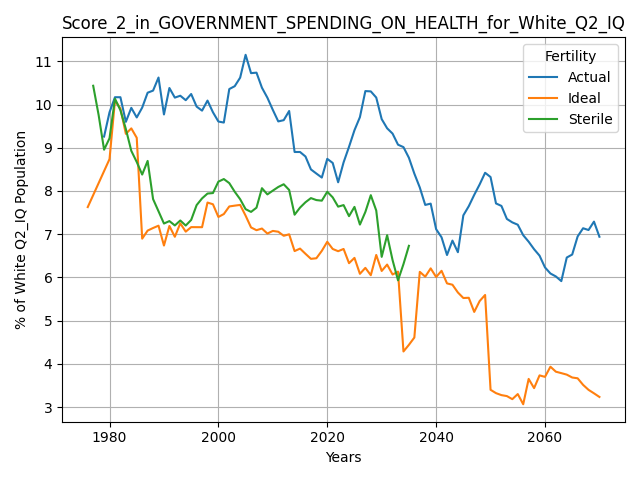 Score_2_in_GOVERNMENT_SPENDING_ON_HEALTH_for_White_Q2_IQ
Fertility
Actual
Ideal
Sterile
% of White Q2_IQ Population
11
10
9
8
7
6
5
4
3
1980
2000
2020
2040
2060
Years